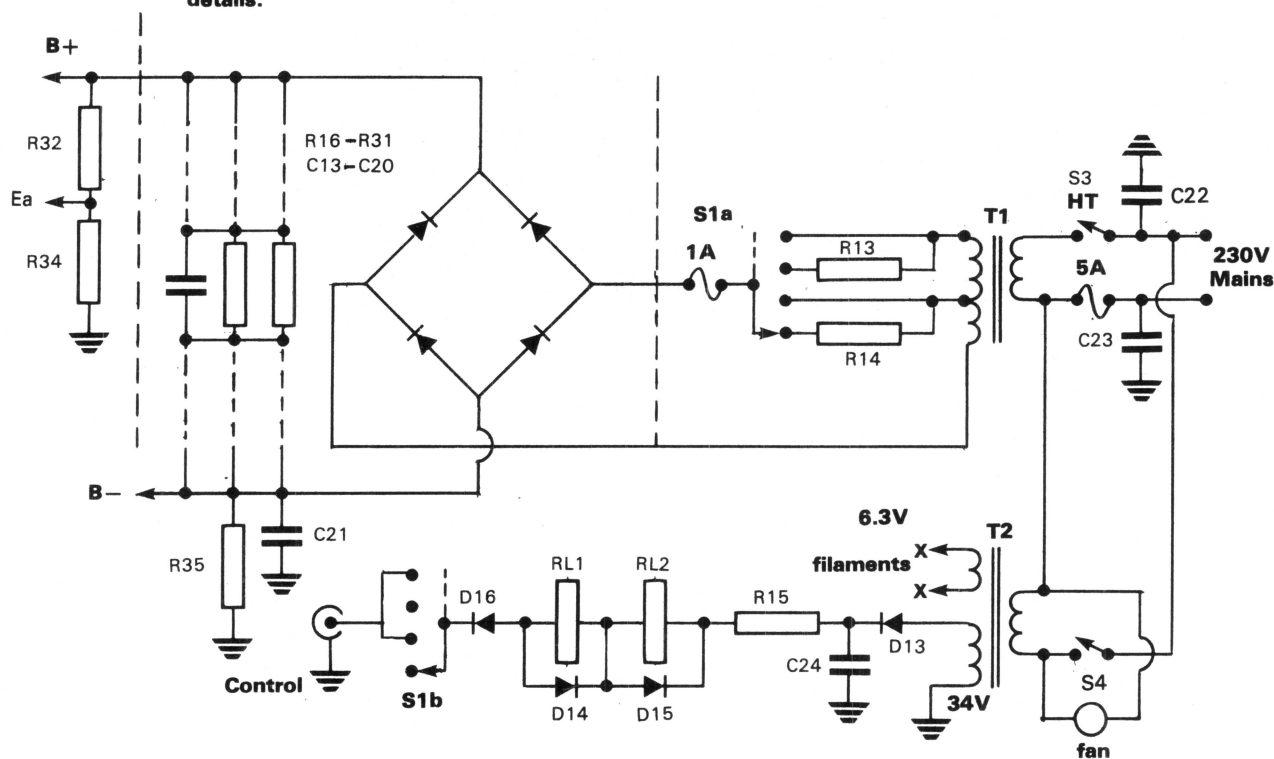 details.
B+
R32
Ea
R34
R16–R31
C13–C20
S1a
1A
R13
R14
T1
S3
HT
5A
C22
C23
230V
Mains
B–
R35
C21
6.3V
filaments
X
X
T2
RL1
RL2
D16
R15
D13
C24
D14
D15
34V
Control
S1b
S4
fan